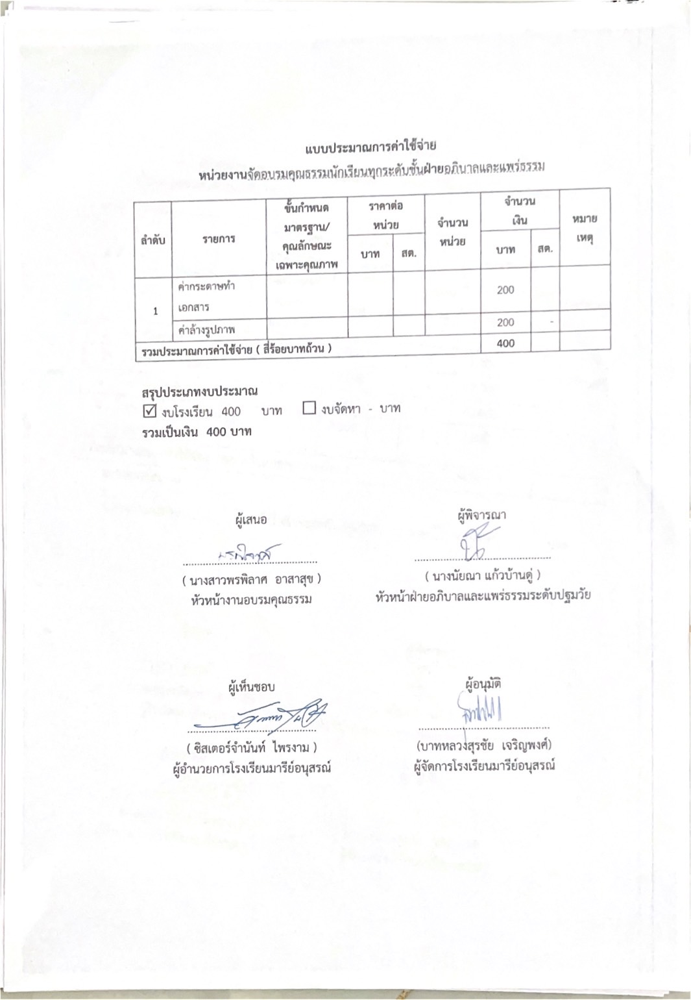 แบบประมาณการค่าใช้จ่าย
หน่วยงานจัดอบรมคุณธรรมนักเรียนทุกระดับชั้นฝ่ายอภิบาลและแพร่ธรรม
ลำดับ รายการ ขั้นกำหนด มาตรฐาน/ คุณลักษณะ เฉพาะคุณภาพ ราคาต่อ หน่วย จำนวน หน่วย จำนวน เงิน หมาย เหตุ
บาท สต. บาท สต.
1 ค่ากระดาษทำ เอกสาร 200
ค่าล้างรูปภาพ 200 -
รวมประมาณการค่าใช้จ่าย ( สี่ร้อยบาทถ้วน ) 400
สรุปประเภทงบประมาณ
☑ งบโรงเรียน 400 บาท ☐ งบจัดหา - บาท
รวมเป็นเงิน 400 บาท
ผู้เสนอ ผู้พิจารณา
( นางสาวพรพิลาศ อาสาสุข ) ( นางนัยณา แก้วบ้านดู่ )
หัวหน้างานอบรมคุณธรรม หัวหน้าฝ่ายอภิบาลและแพร่ธรรมระดับปฐมวัย
ผู้เห็นชอบ ผู้อนุมัติ
( ซิสเตอร์จำนันท์ ไพรงาม ) (บาทหลวงสุรชัย เจริญพงศ์)
ผู้อำนวยการโรงเรียนมารีย์อนุสรณ์ ผู้จัดการโรงเรียนมารีย์อนุสรณ์